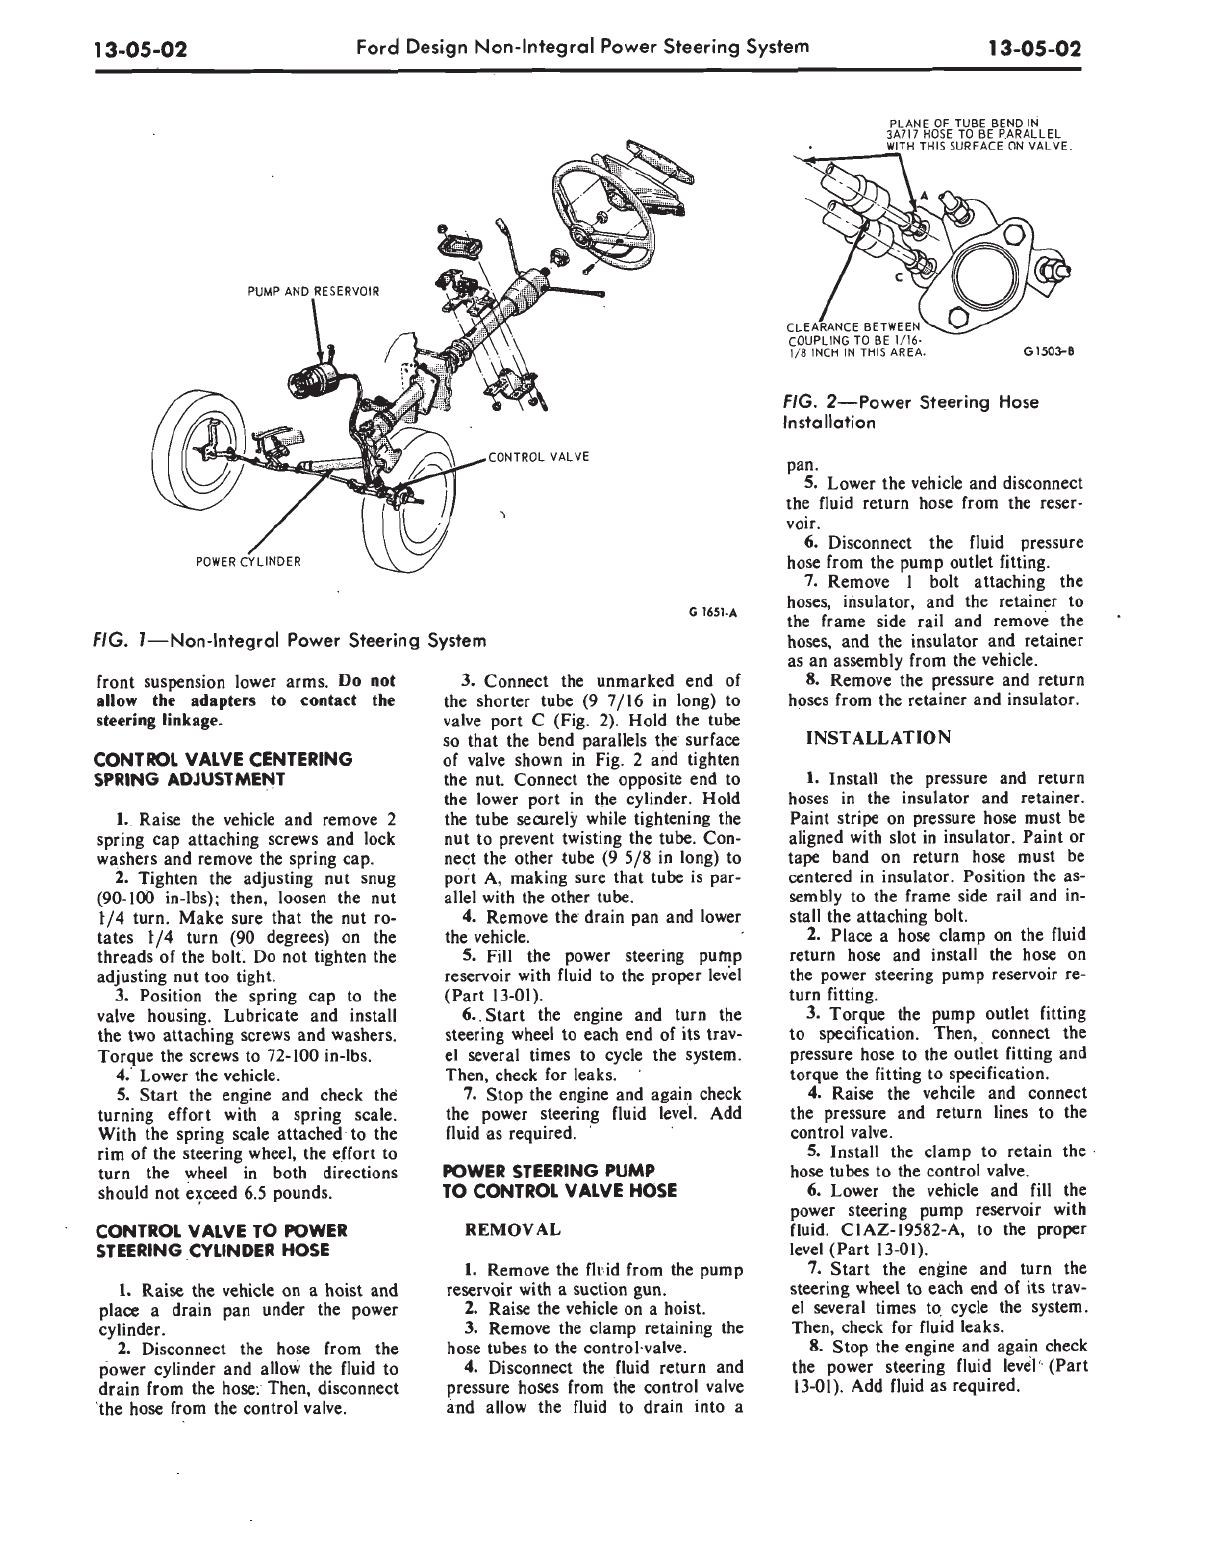 13-05-02
Ford Design Non-Integral Power Steering System
13-05-02
PUMP AND RESERVOIR
CONTROL VALVE
POWER CYLINDER
G 1651-A
FIG. 1—Non-Integral Power Steering System
PLANE OF TUBE BEND IN
3A717 HOSE TO BE PARALLEL
WITH THIS SURFACE ON VALVE.
A
C
CLEARANCE BETWEEN
COUPLING TO BE 1/16-
1/8 INCH IN THIS AREA.
G1503-B
FIG. 2—Power Steering Hose
Installation
front suspension lower arms. Do not
allow the adapters to contact the
steering linkage.
CONTROL VALVE CENTERING
SPRING ADJUSTMENT
1. Raise the vehicle and remove 2
spring cap attaching screws and lock
washers and remove the spring cap.
2. Tighten the adjusting nut snug
(90-100 in-lbs); then, loosen the nut
1/4 turn. Make sure that the nut ro-
tates 1/4 turn (90 degrees) on the
threads of the bolt. Do not tighten the
adjusting nut too tight.
3. Position the spring cap to the
valve housing. Lubricate and install
the two attaching screws and washers.
Torque the screws to 72-100 in-lbs.
4. Lower the vehicle.
5. Start the engine and check the
turning effort with a spring scale.
With the spring scale attached to the
rim of the steering wheel, the effort to
turn the wheel in both directions
should not exceed 6.5 pounds.
CONTROL VALVE TO POWER
STEERING CYLINDER HOSE
1. Raise the vehicle on a hoist and
place a drain pan under the power
cylinder.
2. Disconnect the hose from the
power cylinder and allow the fluid to
drain from the hose. Then, disconnect
the hose from the control valve.
3. Connect the unmarked end of
the shorter tube (9 7/16 in long) to
valve port C (Fig. 2). Hold the tube
so that the bend parallels the surface
of valve shown in Fig. 2 and tighten
the nut. Connect the opposite end to
the lower port in the cylinder. Hold
the tube securely while tightening the
nut to prevent twisting the tube. Con-
nect the other tube (9 5/8 in long) to
port A, making sure that tube is par-
allel with the other tube.
4. Remove the drain pan and lower
the vehicle.
5. Fill the power steering pump
reservoir with fluid to the proper level
(Part 13-01).
6. Start the engine and turn the
steering wheel to each end of its trav-
el several times to cycle the system.
Then, check for leaks.
7. Stop the engine and again check
the power steering fluid level. Add
fluid as required.
POWER STEERING PUMP
TO CONTROL VALVE HOSE
REMOVAL
1. Remove the fluid from the pump
reservoir with a suction gun.
2. Raise the vehicle on a hoist.
3. Remove the clamp retaining the
hose tubes to the control valve.
4. Disconnect the fluid return and
pressure hoses from the control valve
and allow the fluid to drain into a
pan.
5. Lower the vehicle and disconnect
the fluid return hose from the reser-
voir.
6. Disconnect the fluid pressure
hose from the pump outlet fitting.
7. Remove 1 bolt attaching the
hoses, insulator, and the retainer to
the frame side rail and remove the
hoses, and the insulator and retainer
as an assembly from the vehicle.
8. Remove the pressure and return
hoses from the retainer and insulator.
INSTALLATION
1. Install the pressure and return
hoses in the insulator and retainer.
Paint stripe on pressure hose must be
aligned with slot in insulator. Paint or
tape band on return hose must be
centered in insulator. Position the as-
sembly to the frame side rail and in-
stall the attaching bolt.
2. Place a hose clamp on the fluid
return hose and install the hose on
the power steering pump reservoir re-
turn fitting.
3. Torque the pump outlet fitting
to specification. Then, connect the
pressure hose to the outlet fitting and
torque the fitting to specification.
4. Raise the vehcile and connect
the pressure and return lines to the
control valve.
5. Install the clamp to retain the
hose tubes to the control valve.
6. Lower the vehicle and fill the
power steering pump reservoir with
fluid. C1AZ-19582-A, to the proper
level (Part 13-01).
7. Start the engine and turn the
steering wheel to each end of its trav-
el several times to cycle the system.
Then, check for fluid leaks.
8. Stop the engine and again check
the power steering fluid level (Part
13-01). Add fluid as required.